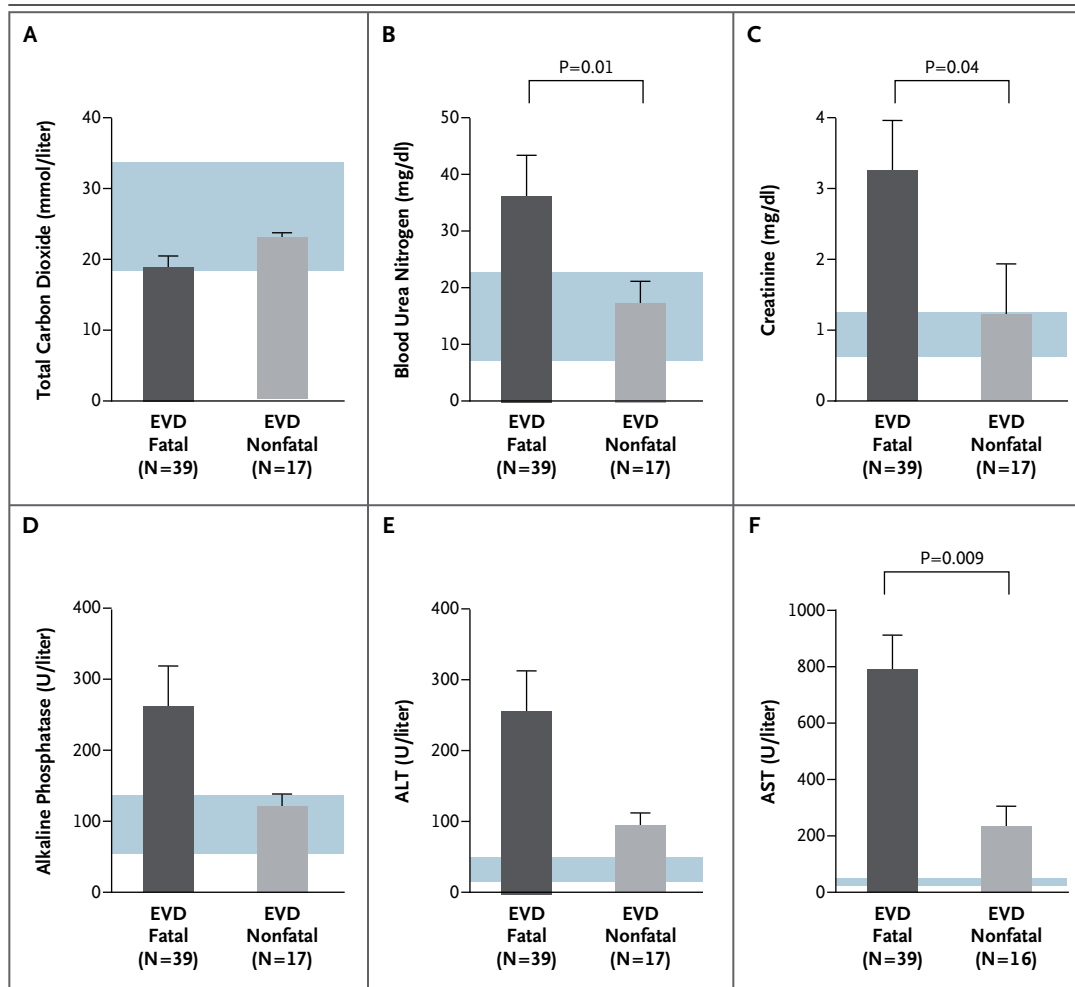 A
Total Carbon Dioxide (mmol/liter)
40
30
20
10
0
EVD
Fatal
(N=39)
EVD
Nonfatal
(N=17)
B
P=0.01
Blood Urea Nitrogen (mg/dl)
50
40
30
20
10
0
EVD
Fatal
(N=39)
EVD
Nonfatal
(N=17)
C
P=0.04
Creatinine (mg/dl)
4
3
2
1
0
EVD
Fatal
(N=39)
EVD
Nonfatal
(N=17)
D
Alkaline Phosphatase (U/liter)
400
300
200
100
0
EVD
Fatal
(N=39)
EVD
Nonfatal
(N=17)
E
ALT (U/liter)
400
300
200
100
0
EVD
Fatal
(N=39)
EVD
Nonfatal
(N=17)
F
P=0.009
AST (U/liter)
1000
800
600
400
200
0
EVD
Fatal
(N=39)
EVD
Nonfatal
(N=16)